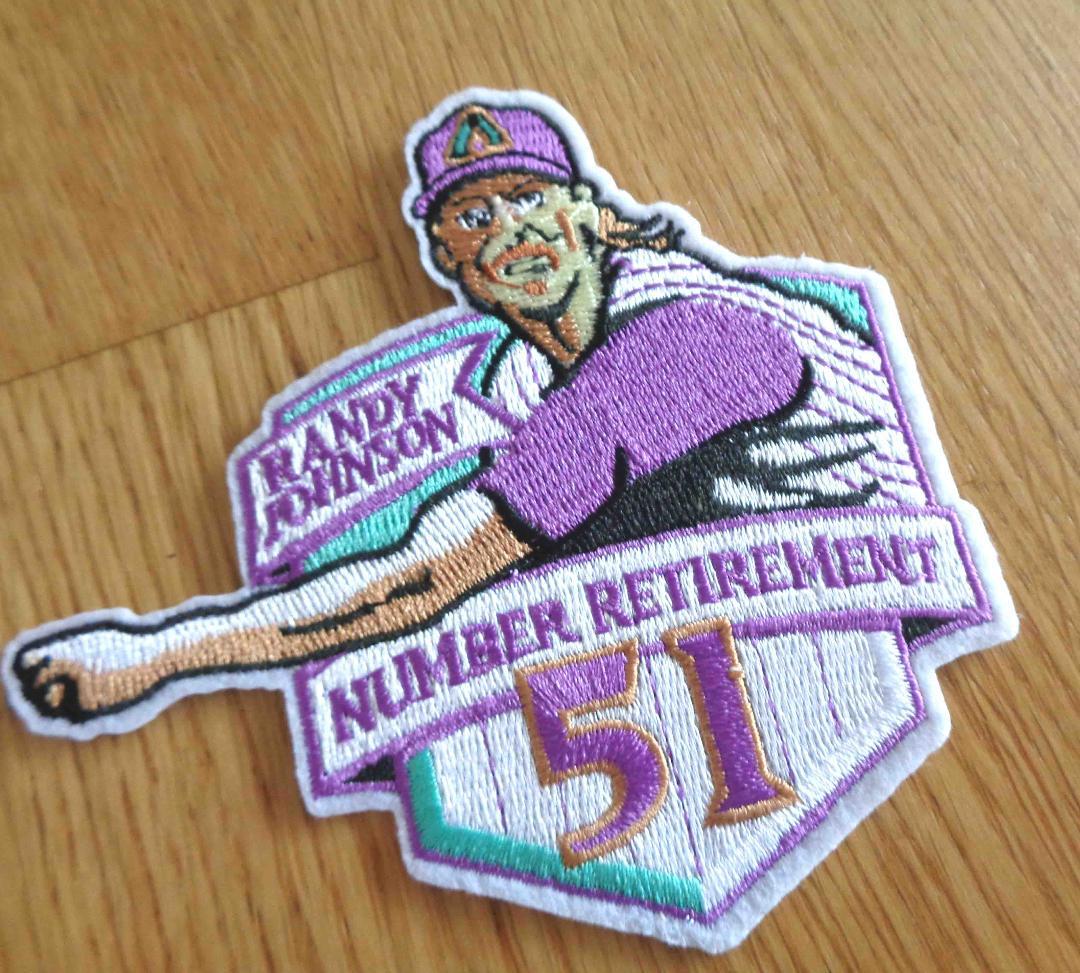 RANDY
JOHNSON
NUMBER RETIREMENT
51